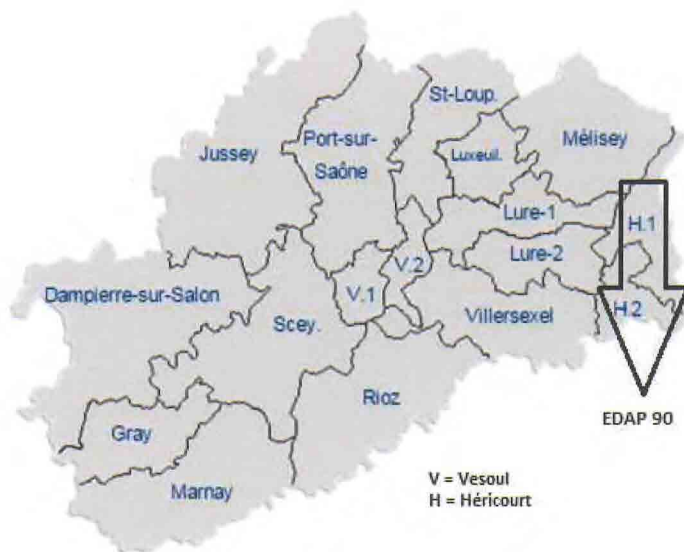 St-Loup.
Jussey
Port-sur-
Saône
Luxeuil.
Mélisey
Lure-1
H.1
V.2
Lure-2
Dampierre-sur-Salon
V.1
Scey.
Villersexel
H.2
Rioz
EDAP 90
Gray
Marnay
V = Vesoul
H = Héricourt